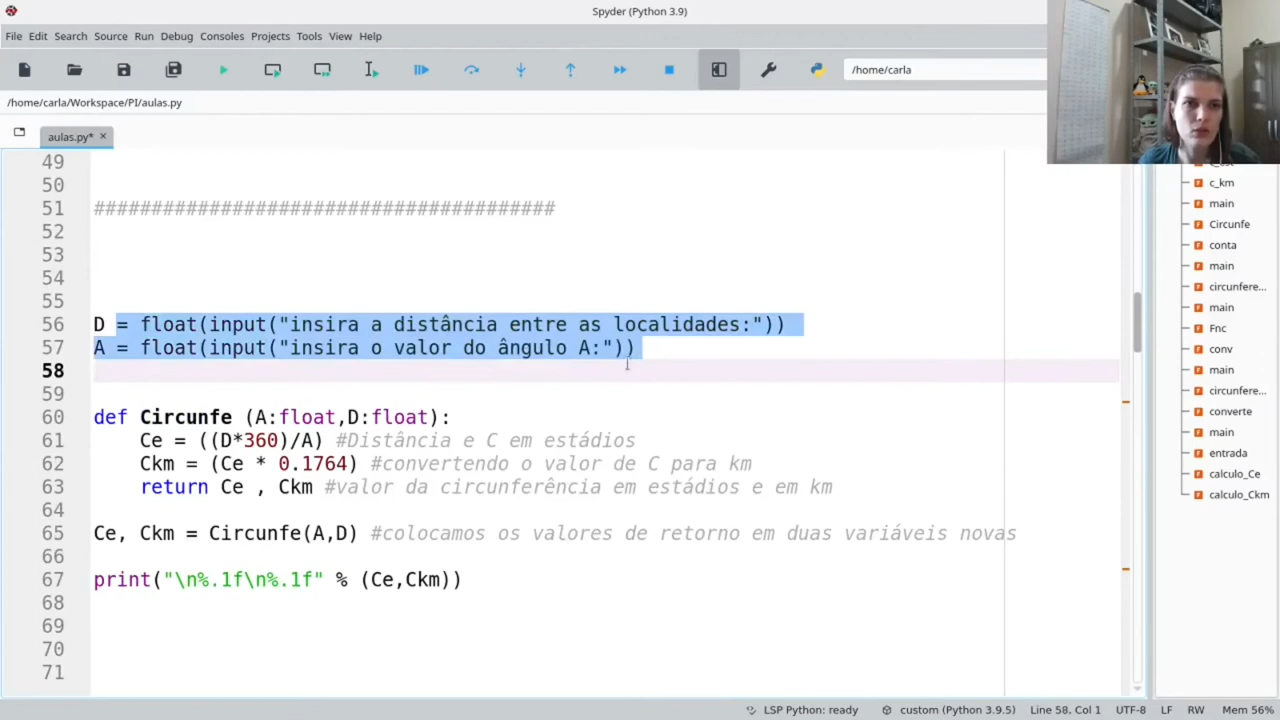 Spyder (Python 3.9)
File Edit Search Source Run Debug Consoles Projects Tools View Help
/home/carla
/home/carla/Workspace/PI/aulas.py
aulas.py*
49
50
51 ########################################
52
53
54
55
56 D = float(input("insira a distância entre as localidades:"))
57 A = float(input("insira o valor do ângulo A:"))
58
59
60 def Circunfe (A:float,D:float):
61 Ce = ((D*360)/A) #Distância e C em estádios
62 Ckm = (Ce * 0.1764) #convertendo o valor de C para km
63 return Ce , Ckm #valor da circunferência em estádios e em km
64
65 Ce, Ckm = Circunfe(A,D) #colocamos os valores de retorno em duas variáveis novas
66
67 print("\n%.1f\n%.1f" % (Ce,Ckm))
68
69
70
71
c_km
main
Circunfe
conta
main
circunfere...
main
Fnc
conv
main
circunfere...
converte
main
entrada
calculo_Ce
calculo_Ckm
LSP Python: ready custom (Python 3.9.5) Line 58, Col 1 UTF-8 LF RW Mem 56%